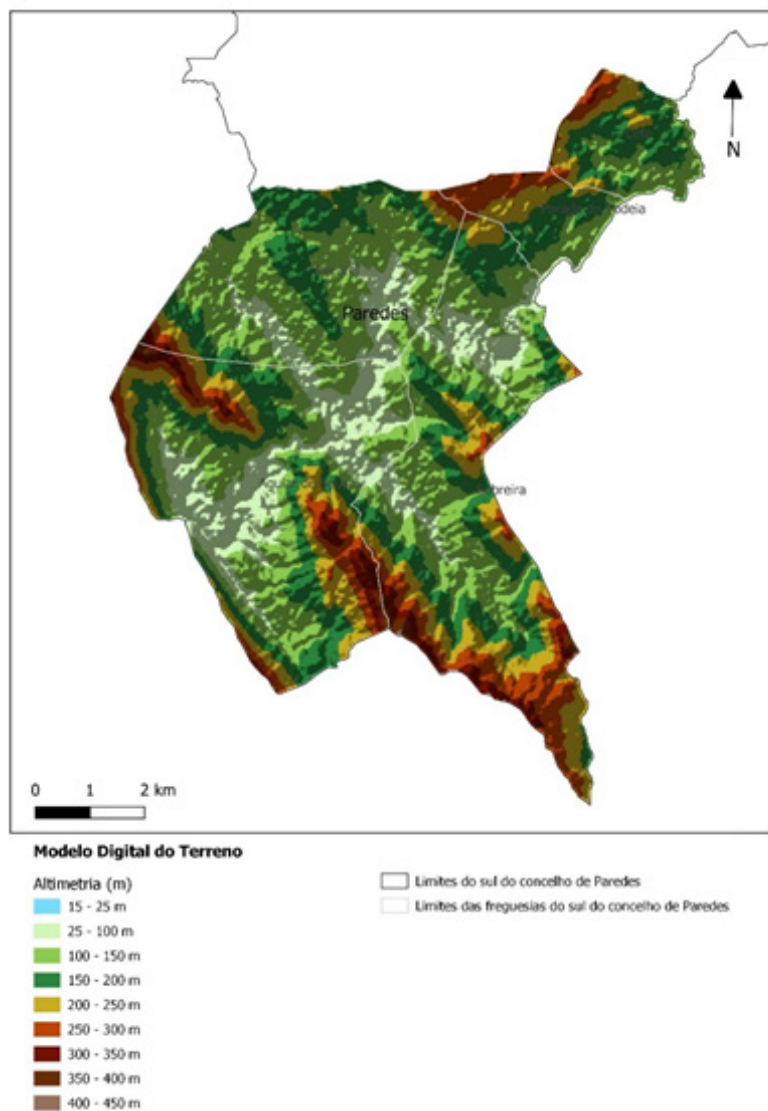 N
Paredes
0 1 2 km
Modelo Digital do Terreno
Altimetria (m)
15 - 25 m
25 - 100 m
100 - 150 m
150 - 200 m
200 - 250 m
250 - 300 m
300 - 350 m
350 - 400 m
400 - 450 m
Limites do sul do concelho de Paredes
Limites das freguesias do sul do concelho de Paredes